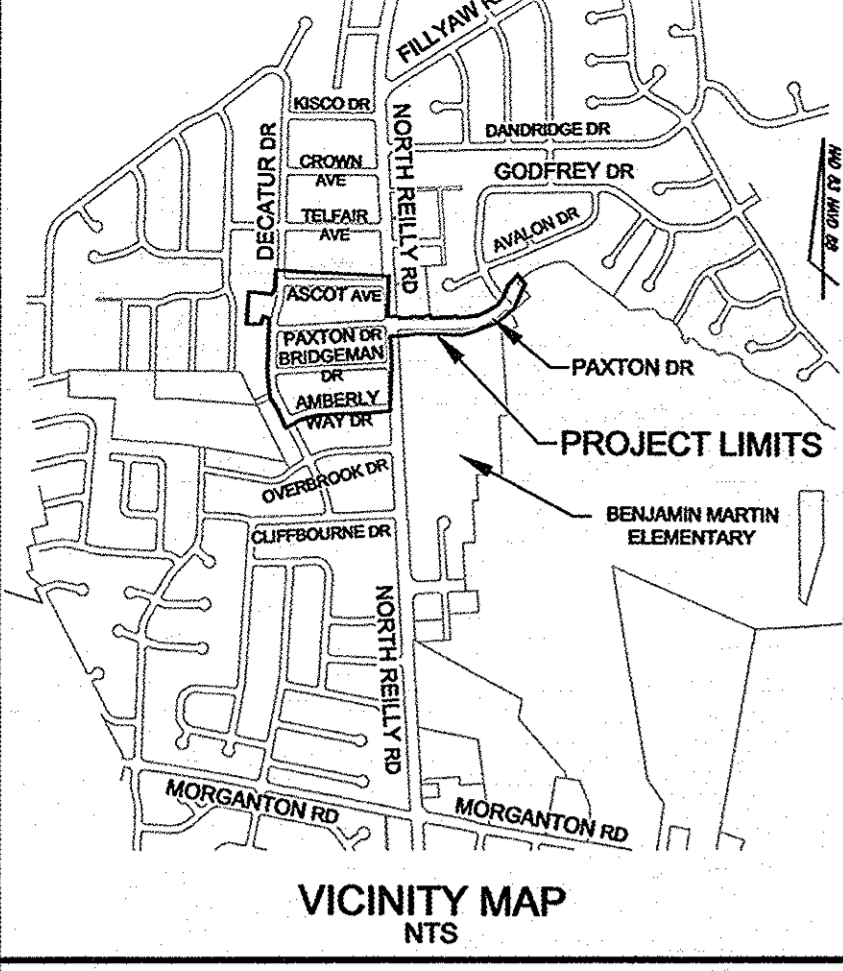 FILLYAW
KISCO DR
NORTH REILLY RD
DANDRIDGE DR
DECATUR DR
CROWN
AVE
GODFREY DR
TELFAIR
AVE
AVALON DR
ASCOT AVE
PAXTON DR
BRIDGEMAN
DR
PAXTON DR
AMBERLY
WAY DR
PROJECT LIMITS
OVERBROOK DR
BENJAMIN MARTIN
ELEMENTARY
CLIFFBOURNE DR
NORTH REILLY RD
MORGANTON RD
MORGANTON RD
VICINITY MAP
NTS